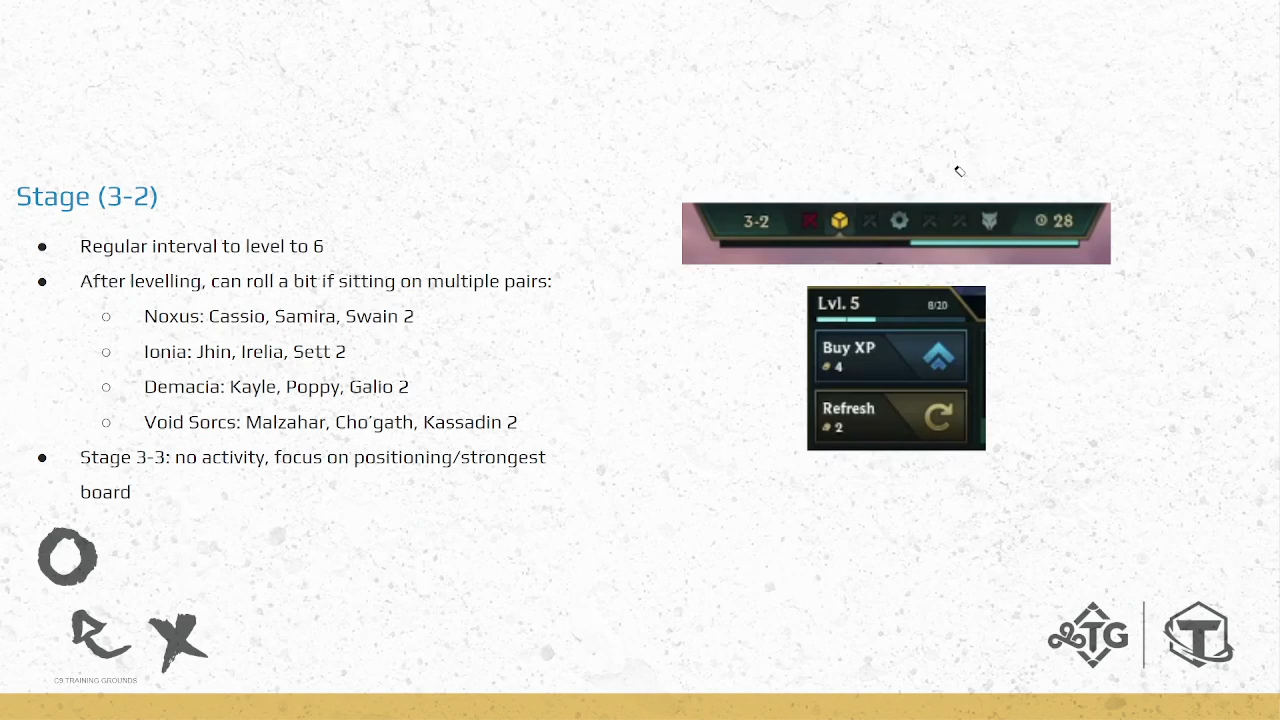 Stage (3-2)
● Regular interval to level to 6
● After levelling, can roll a bit if sitting on multiple pairs:
○ Noxus: Cassio, Samira, Swain 2
○ Ionia: Jhin, Irelia, Sett 2
○ Demacia: Kayle, Poppy, Galio 2
○ Void Sorcs: Malzahar, Cho'gath, Kassadin 2
● Stage 3-3: no activity, focus on positioning/strongest
board
3-2 28
Lvl. 5 8/20
Buy XP
4
Refresh
2
TG T
C9 TRAINING GROUNDS